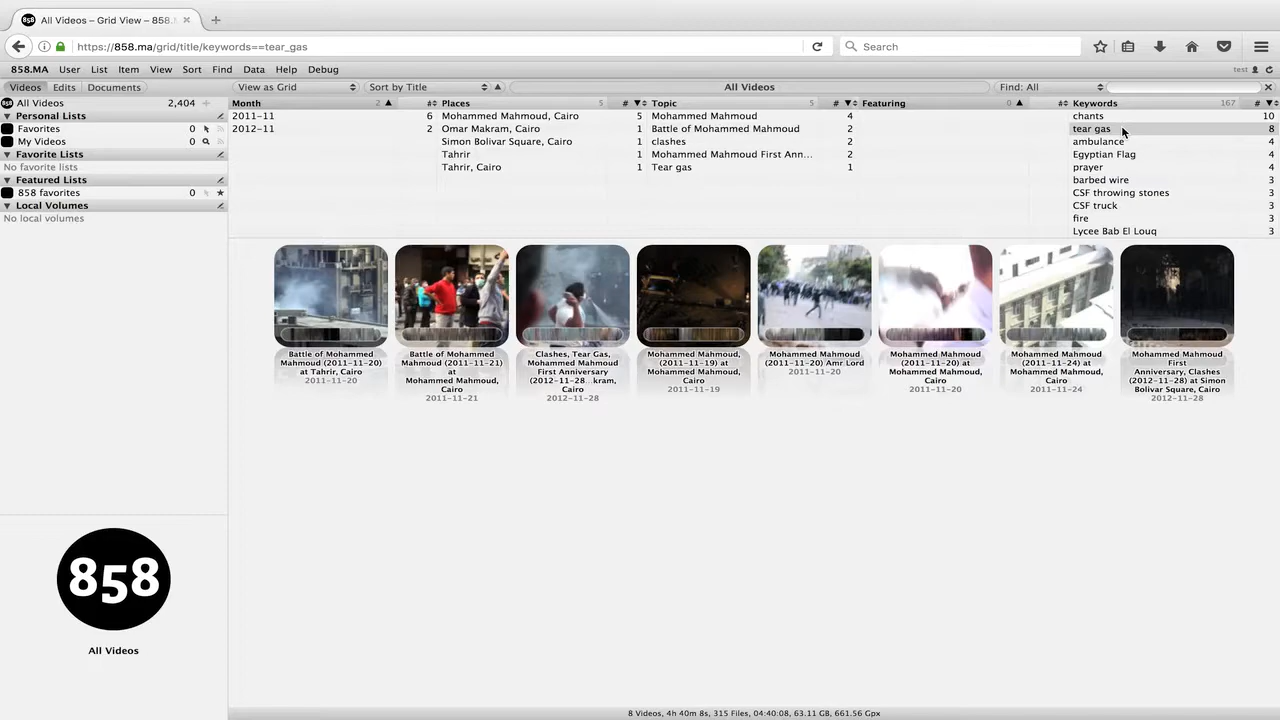 All Videos – Grid View – 858.
https://858.ma/grid/title/keywords==tear_gas
Search
858.MA User List Item View Sort Find Data Help Debug
test
Videos Edits Documents
View as Grid
Sort by Title
All Videos
Find: All
All Videos 2,404
Personal Lists
Favorites 0
My Videos 0
Favorite Lists
No favorite lists
Featured Lists
858 favorites 0
Local Volumes
No local volumes
Month 2
2011-11 6
2012-11 2
Places 5
Mohammed Mahmoud, Cairo 5
Omar Makram, Cairo 1
Simon Bolivar Square, Cairo 1
Tahrir 1
Tahrir, Cairo 1
Topic 5
Mohammed Mahmoud 4
Battle of Mohammed Mahmoud 2
clashes 2
Mohammed Mahmoud First Ann... 2
Tear gas 1
Featuring 0
Keywords 167
chants 10
tear gas 8
ambulance 4
Egyptian Flag 4
prayer 4
barbed wire 3
CSF throwing stones 3
CSF truck 3
fire 3
Lycee Bab El Louq 3
Battle of Mohammed
Mahmoud (2011-11-20)
at Tahrir, Cairo
2011-11-20
Battle of Mohammed
Mahmoud (2011-11-21)
at
Mohammed Mahmoud,
Cairo
2011-11-21
Clashes, Tear Gas,
Mohammed Mahmoud
First Anniversary
(2012-11-28...kram,
Cairo
2012-11-28
Mohammed Mahmoud,
(2011-11-19) at
Mohammed Mahmoud,
Cairo
2011-11-19
Mohammed Mahmoud
(2011-11-20) Amr Lord
2011-11-20
Mohammed Mahmoud
(2011-11-20) at
Mohammed Mahmoud,
Cairo
2011-11-20
Mohammed Mahmoud
(2011-11-24) at
Mohammed Mahmoud,
Cairo
2011-11-24
Mohammed Mahmoud
First
Anniversary, Clashes
(2012-11-28) at Simon
Bolivar Square, Cairo
2012-11-28
858
All Videos
8 Videos, 4h 40m 8s, 315 Files, 04:40:08, 63.11 GB, 661.56 Gpx